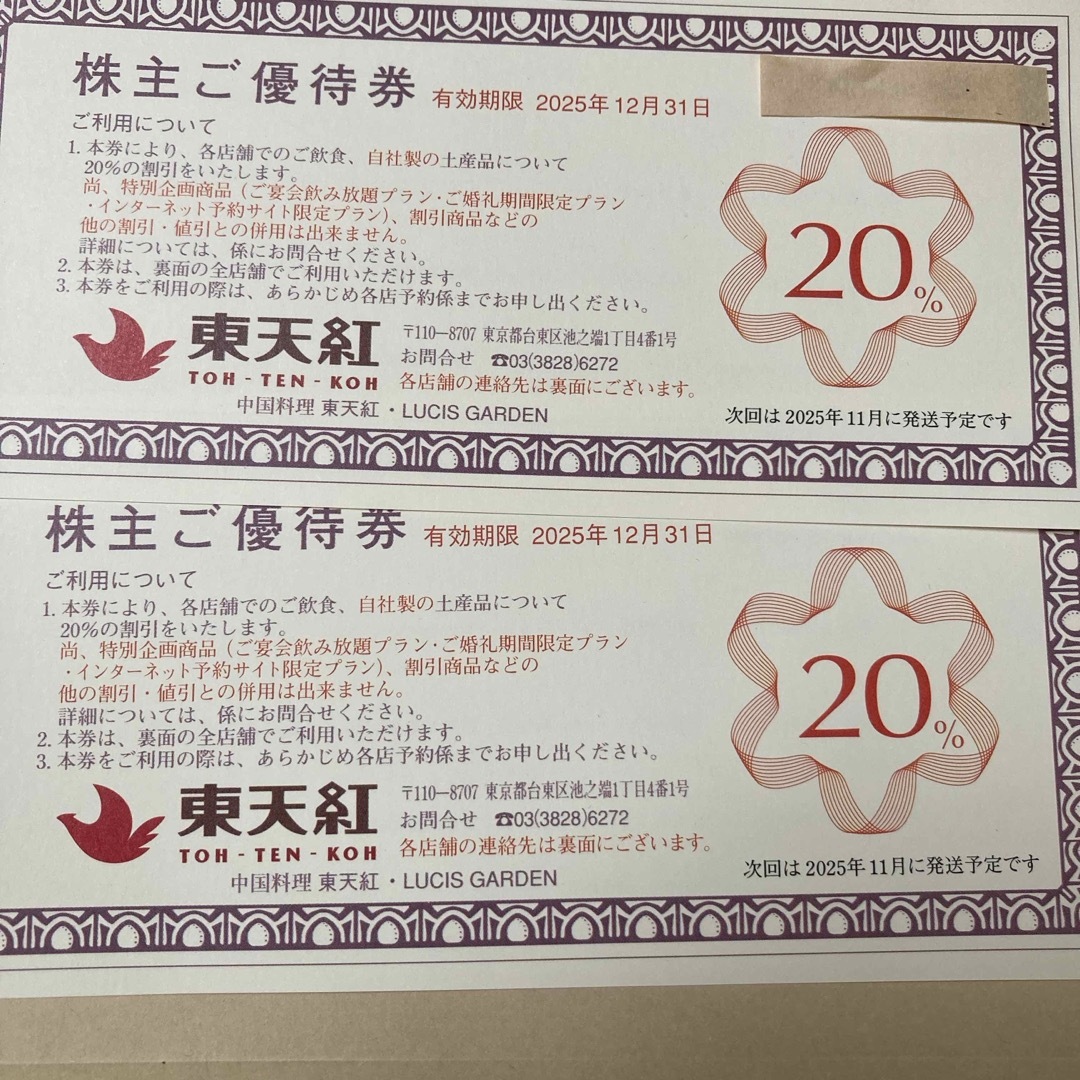 株主ご優待券 有効期限 2025年12月31日
ご利用について
1. 本券により、各店舗でのご飲食、自社製の土産品について
20%の割引をいたします。
尚、特別企画商品（ご宴会飲み放題プラン・ご婚礼期間限定プラン
・インターネット予約サイト限定プラン）、割引商品などの
他の割引・値引との併用は出来ません。
詳細については、係にお問合せください。
2. 本券は、裏面の全店舗でご利用いただけます。
3. 本券をご利用の際は、あらかじめ各店予約係までお申し出ください。
20%
東天紅
TOH-TEN-KOH
〒110-8707 東京都台東区池之端1丁目4番1号
お問合せ ☎03(3828)6272
各店舗の連絡先は裏面にございます。
中国料理 東天紅・LUCIS GARDEN
次回は2025年11月に発送予定です
株主ご優待券 有効期限 2025年12月31日
ご利用について
1. 本券により、各店舗でのご飲食、自社製の土産品について
20%の割引をいたします。
尚、特別企画商品（ご宴会飲み放題プラン・ご婚礼期間限定プラン
・インターネット予約サイト限定プラン）、割引商品などの
他の割引・値引との併用は出来ません。
詳細については、係にお問合せください。
2. 本券は、裏面の全店舗でご利用いただけます。
3. 本券をご利用の際は、あらかじめ各店予約係までお申し出ください。
20%
東天紅
TOH-TEN-KOH
〒110-8707 東京都台東区池之端1丁目4番1号
お問合せ ☎03(3828)6272
各店舗の連絡先は裏面にございます。
中国料理 東天紅・LUCIS GARDEN
次回は2025年11月に発送予定です